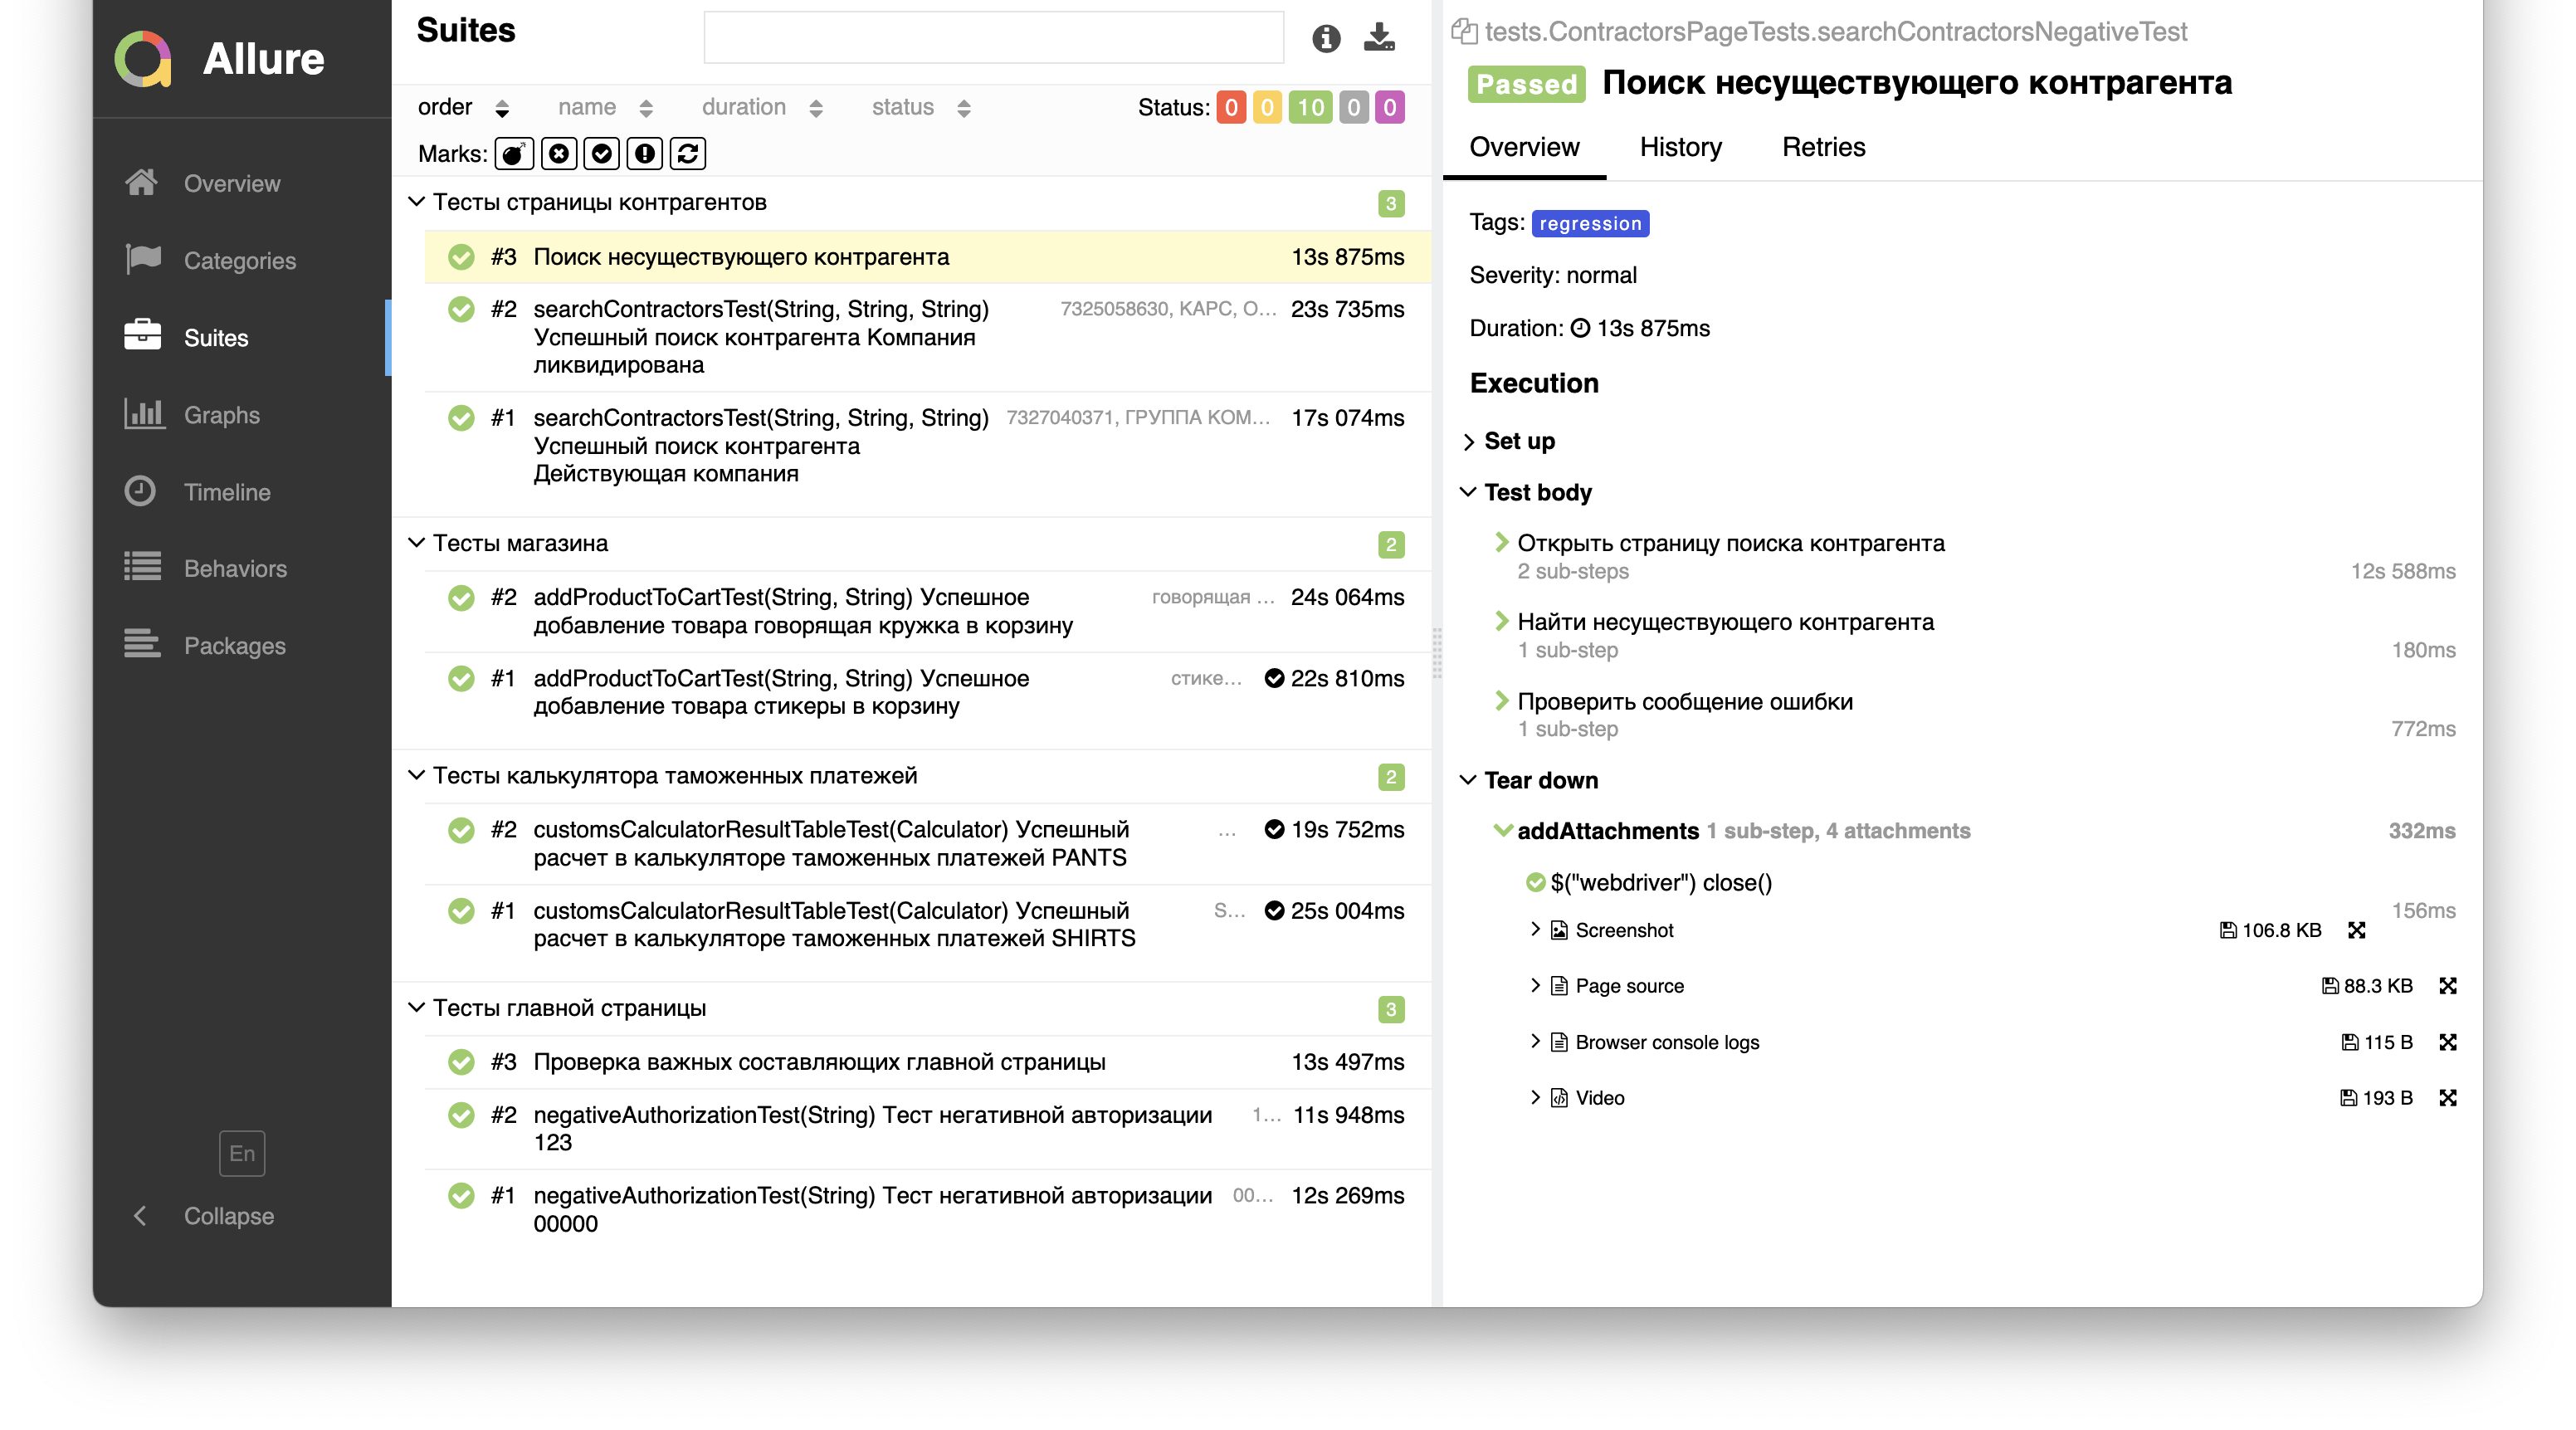 Allure
Overview
Categories
Suites
Graphs
Timeline
Behaviors
Packages
En
Collapse
Suites
order name duration status Status: 0 0 10 0 0
Marks:
Тесты страницы контрагентов 3
#3 Поиск несуществующего контрагента 13s 875ms
#2 searchContractorsTest(String, String, String) 7325058630, КАРС, О... 23s 735ms
Успешный поиск контрагента Компания
ликвидирована
#1 searchContractorsTest(String, String, String) 7327040371, ГРУППА КОМ... 17s 074ms
Успешный поиск контрагента
Действующая компания
Тесты магазина 2
#2 addProductToCartTest(String, String) Успешное говорящая ... 24s 064ms
добавление товара говорящая кружка в корзину
#1 addProductToCartTest(String, String) Успешное стике... 22s 810ms
добавление товара стикеры в корзину
Тесты калькулятора таможенных платежей 2
#2 customsCalculatorResultTableTest(Calculator) Успешный ... 19s 752ms
расчет в калькуляторе таможенных платежей PANTS
#1 customsCalculatorResultTableTest(Calculator) Успешный S... 25s 004ms
расчет в калькуляторе таможенных платежей SHIRTS
Тесты главной страницы 3
#3 Проверка важных составляющих главной страницы 13s 497ms
#2 negativeAuthorizationTest(String) Тест негативной авторизации 1... 11s 948ms
123
#1 negativeAuthorizationTest(String) Тест негативной авторизации 00... 12s 269ms
00000
tests.ContractorsPageTests.searchContractorsNegativeTest
Passed Поиск несуществующего контрагента
Overview History Retries
Tags: regression
Severity: normal
Duration: 13s 875ms
Execution
Set up
Test body
Открыть страницу поиска контрагента
2 sub-steps 12s 588ms
Найти несуществующего контрагента
1 sub-step 180ms
Проверить сообщение ошибки
1 sub-step 772ms
Tear down
addAttachments 1 sub-step, 4 attachments 332ms
$("webdriver") close()
156ms
Screenshot 106.8 KB
Page source 88.3 KB
Browser console logs 115 B
Video 193 B